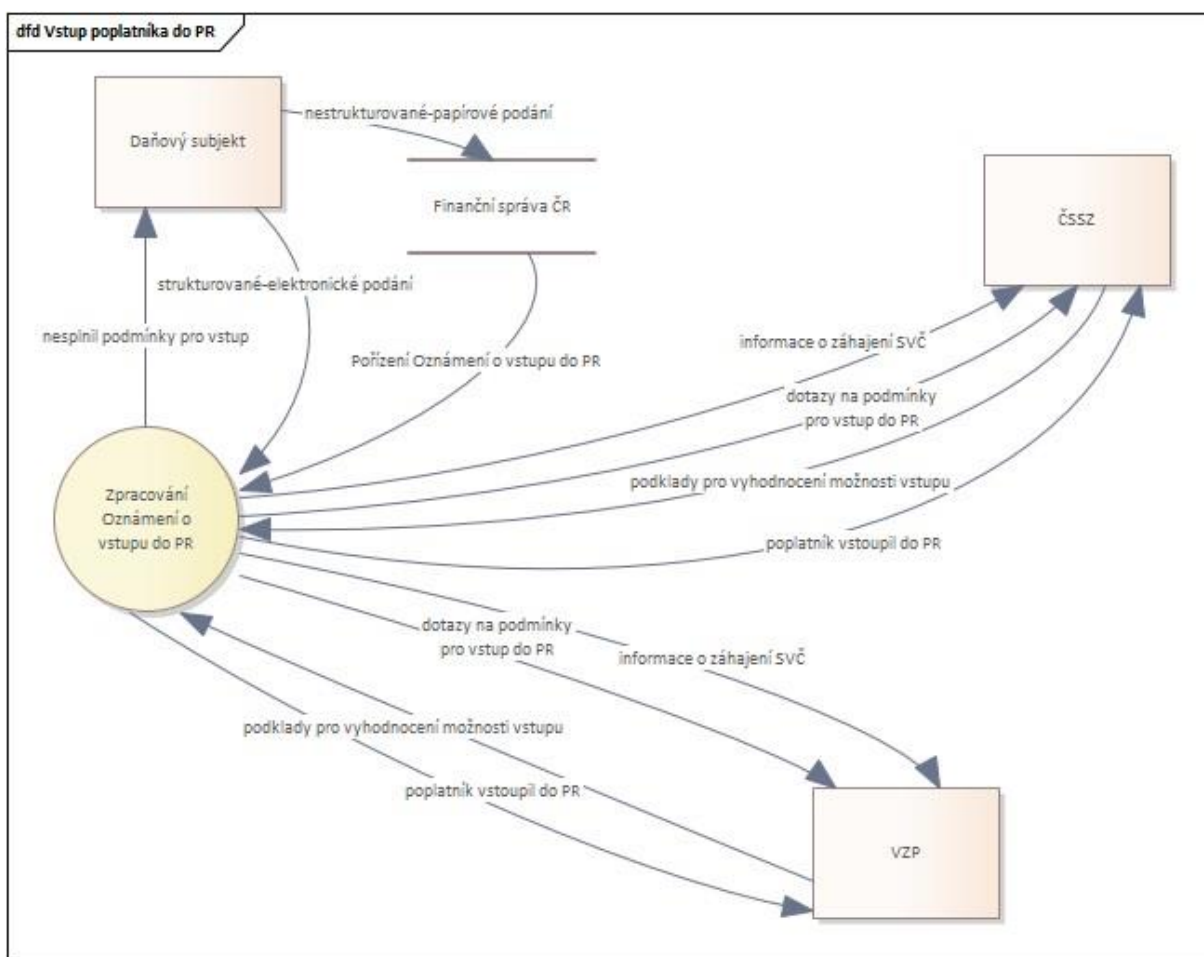 dfd Vstup poplatníka do PR
Daňový subjekt
nestrukturované-papírové podání
Finanční správa ČR
ČSSZ
strukturované-elektronické podání
nesplnil podmínky pro vstup
Pořízení Oznámení o vstupu do PR
informace o záhajení SVČ
dotazy na podmínky
pro vstup do PR
podklady pro vyhodnocení možnosti vstupu
poplatník vstoupil do PR
Zpracování
Oznámení o
vstupu do PR
dotazy na podmínky
pro vstup do PR
informace o záhajení SVČ
podklady pro vyhodnocení možnosti vstupu
poplatník vstoupil do PR
VZP